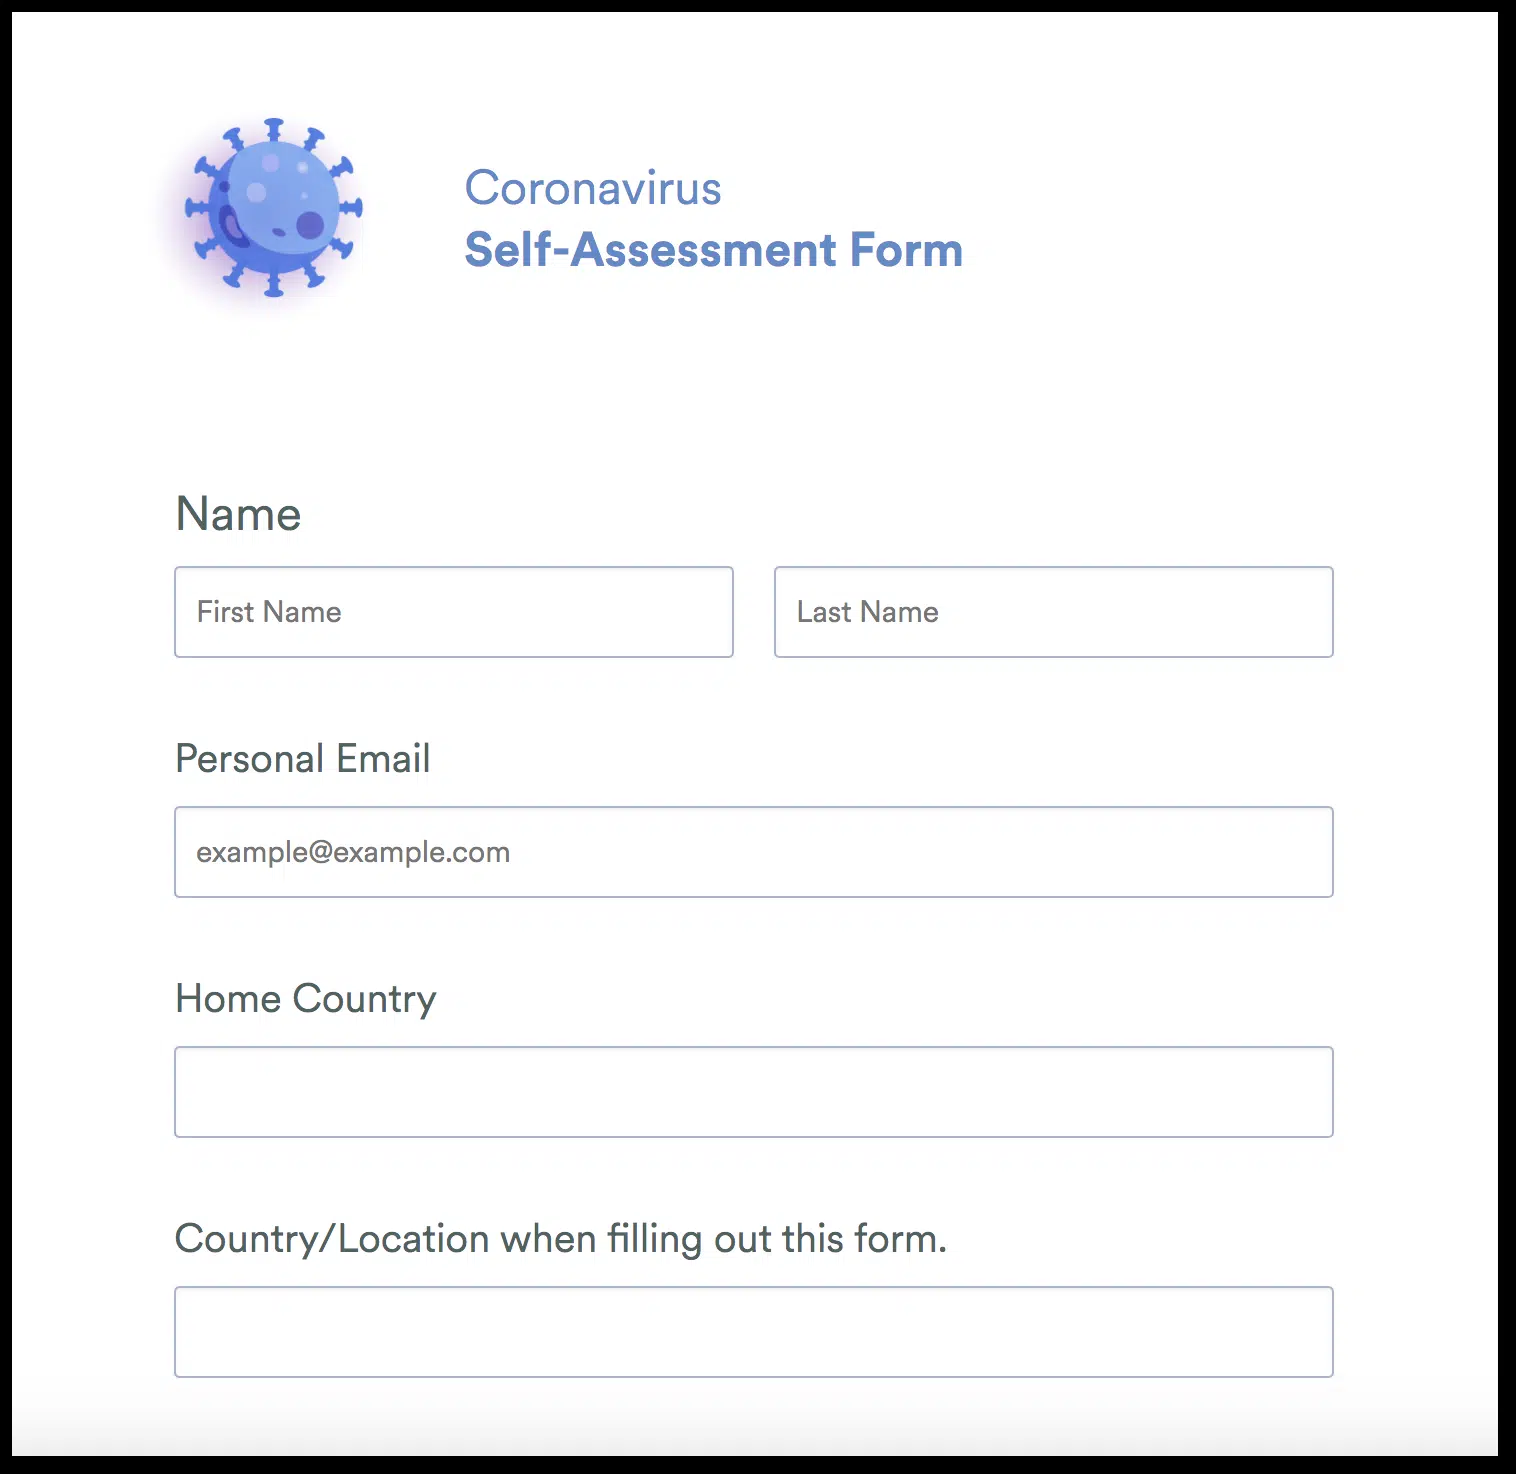 Coronavirus
Self-Assessment Form
Name
First Name
Last Name
Personal Email
example@example.com
Home Country
Country/Location when filling out this form.